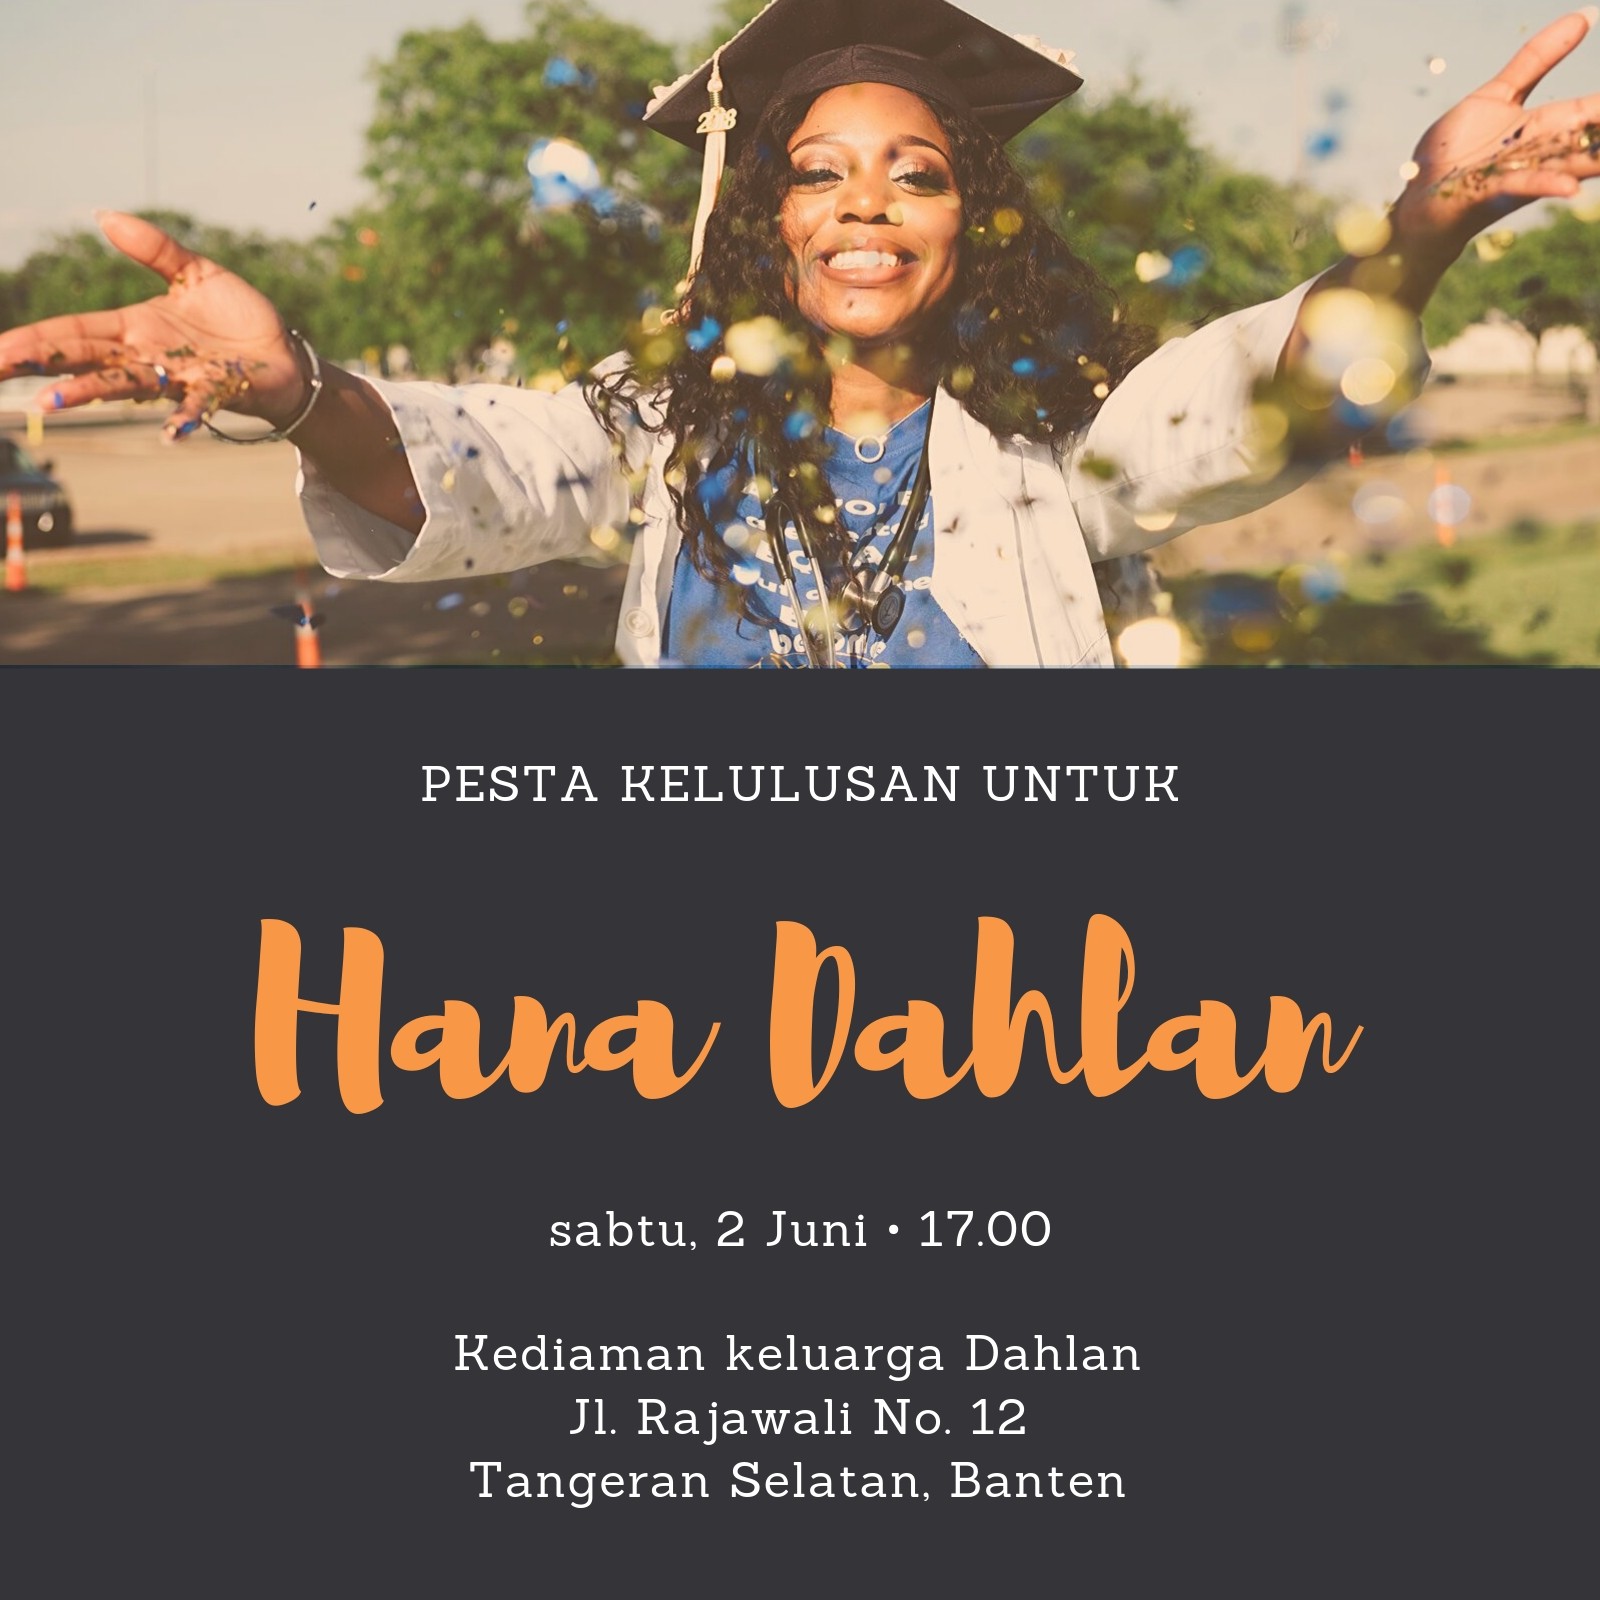 2018
PESTA KELULUSAN UNTUK
Hana Dahlan
sabtu, 2 Juni • 17.00
Kediaman keluarga Dahlan
Jl. Rajawali No. 12
Tangeran Selatan, Banten